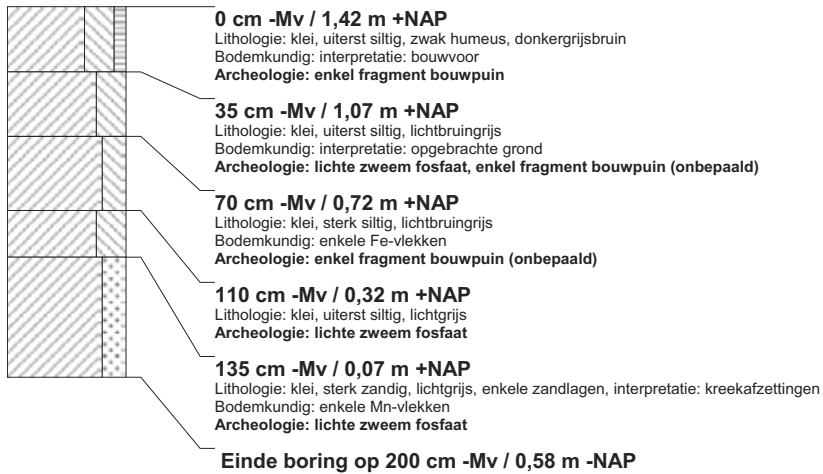 0 cm -Mv / 1,42 m +NAP
Lithologie: klei, uiterst siltig, zwak humeus, donkergrijsbruin
Bodemkundig: interpretatie: bouwvoor
Archeologie: enkel fragment bouwpuin
35 cm -Mv / 1,07 m +NAP
Lithologie: klei, uiterst siltig, lichtbruingrijs
Bodemkundig: interpretatie: opgebrachte grond
Archeologie: lichte zweem fosfaat, enkel fragment bouwpuin (onbepaald)
70 cm -Mv / 0,72 m +NAP
Lithologie: klei, sterk siltig, lichtbruingrijs
Bodemkundig: enkele Fe-vlekken
Archeologie: enkel fragment bouwpuin (onbepaald)
110 cm -Mv / 0,32 m +NAP
Lithologie: klei, uiterst siltig, lichtgrijs
Archeologie: lichte zweem fosfaat
135 cm -Mv / 0,07 m +NAP
Lithologie: klei, sterk zandig, lichtgrijs, enkele zandlagen, interpretatie: kreekafzettingen
Bodemkundig: enkele Mn-vlekken
Archeologie: lichte zweem fosfaat
Einde boring op 200 cm -Mv / 0,58 m -NAP